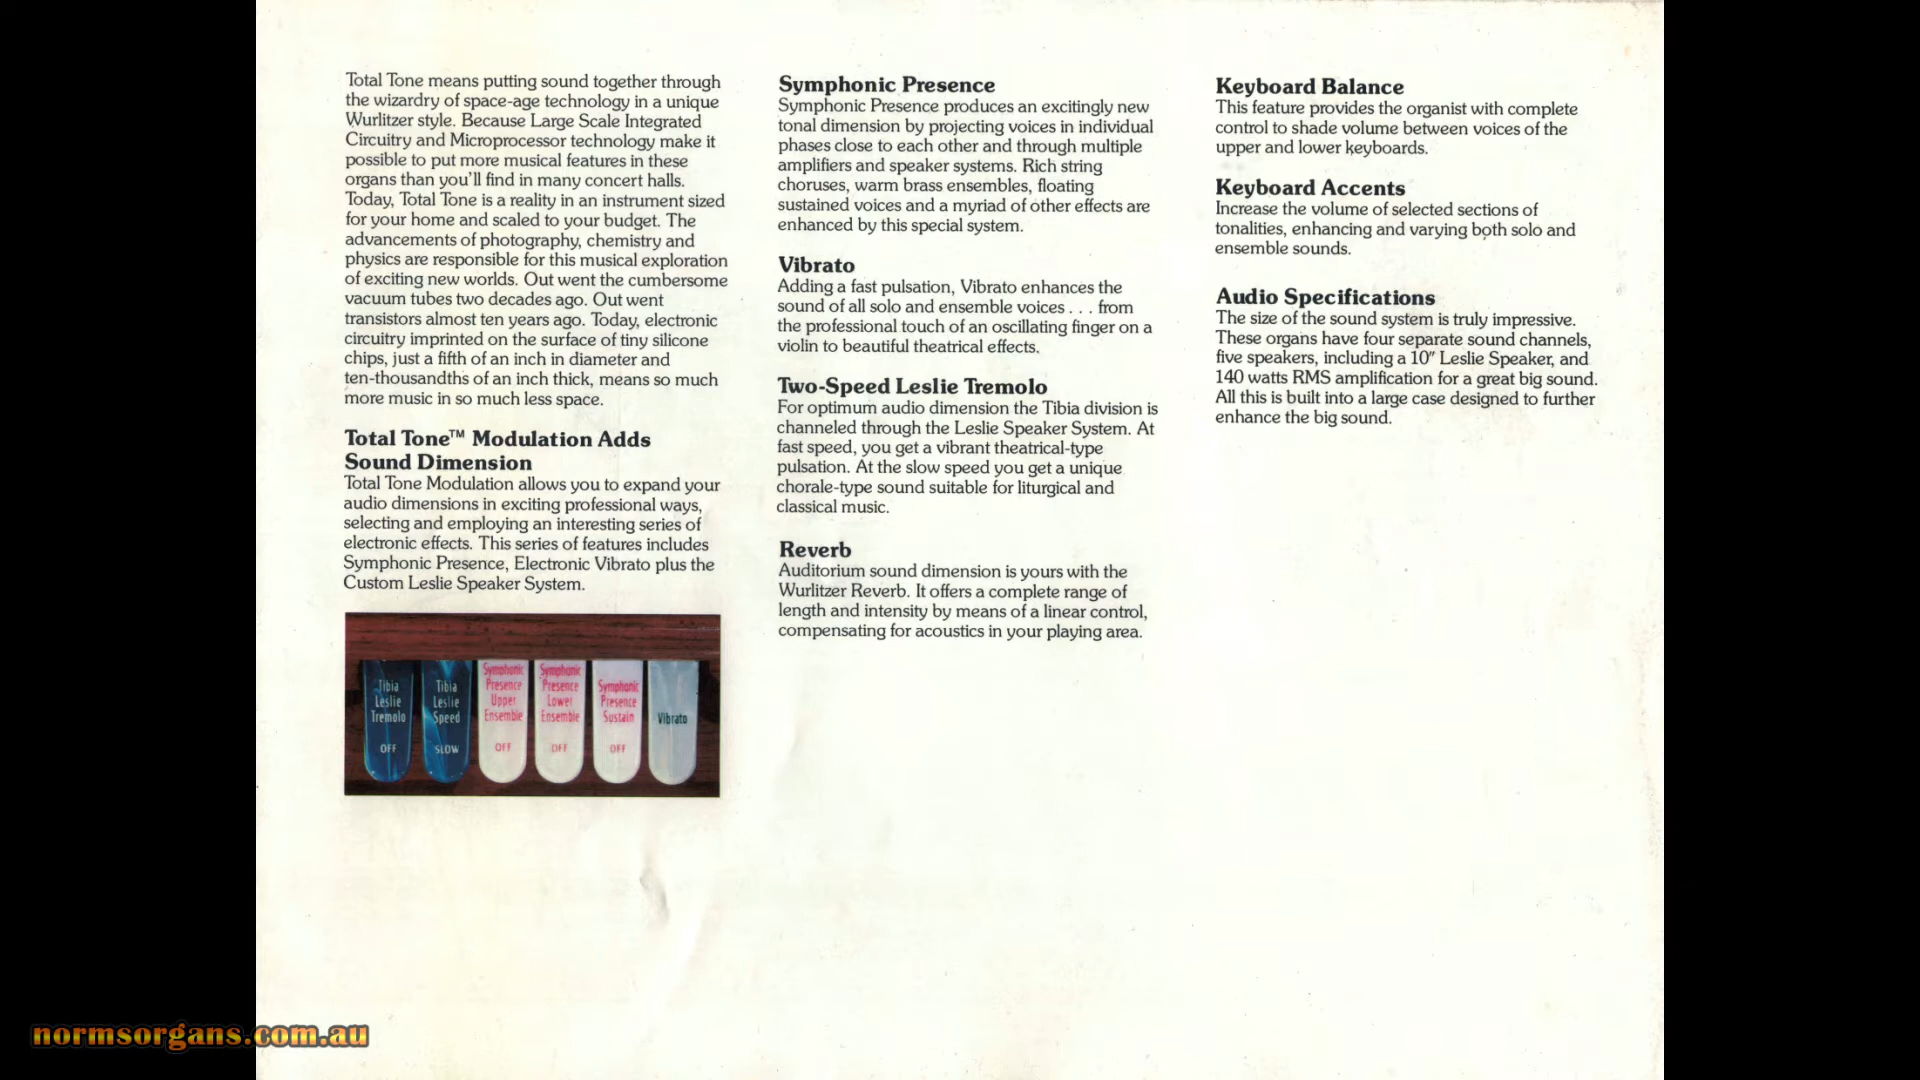 Total Tone means putting sound together through
the wizardry of space-age technology in a unique
Wurlitzer style. Because Large Scale Integrated
Circuitry and Microprocessor technology make it
possible to put more musical features in these
organs than you'll find in many concert halls.
Today, Total Tone is a reality in an instrument sized
for your home and scaled to your budget. The
advancements of photography, chemistry and
physics are responsible for this musical exploration
of exciting new worlds. Out went the cumbersome
vacuum tubes two decades ago. Out went
transistors almost ten years ago. Today, electronic
circuitry imprinted on the surface of tiny silicone
chips, just a fifth of an inch in diameter and
ten-thousandths of an inch thick, means so much
more music in so much less space.
Total Tone™ Modulation Adds
Sound Dimension
Total Tone Modulation allows you to expand your
audio dimensions in exciting professional ways,
selecting and employing an interesting series of
electronic effects. This series of features includes
Symphonic Presence, Electronic Vibrato plus the
Custom Leslie Speaker System.
Tibia
Leslie
Tremolo
OFF
Tibia
Leslie
Speed
SLOW
Symphonic
Presence
Upper
Ensemble
OFF
Symphonic
Presence
Lower
Ensemble
OFF
Symphonic
Presence
Sustain
OFF
Vibrato
Symphonic Presence
Symphonic Presence produces an excitingly new
tonal dimension by projecting voices in individual
phases close to each other and through multiple
amplifiers and speaker systems. Rich string
choruses, warm brass ensembles, floating
sustained voices and a myriad of other effects are
enhanced by this special system.
Vibrato
Adding a fast pulsation, Vibrato enhances the
sound of all solo and ensemble voices . . . from
the professional touch of an oscillating finger on a
violin to beautiful theatrical effects.
Two-Speed Leslie Tremolo
For optimum audio dimension the Tibia division is
channeled through the Leslie Speaker System. At
fast speed, you get a vibrant theatrical-type
pulsation. At the slow speed you get a unique
chorale-type sound suitable for liturgical and
classical music.
Reverb
Auditorium sound dimension is yours with the
Wurlitzer Reverb. It offers a complete range of
length and intensity by means of a linear control,
compensating for acoustics in your playing area.
Keyboard Balance
This feature provides the organist with complete
control to shade volume between voices of the
upper and lower keyboards.
Keyboard Accents
Increase the volume of selected sections of
tonalities, enhancing and varying both solo and
ensemble sounds.
Audio Specifications
The size of the sound system is truly impressive.
These organs have four separate sound channels,
five speakers, including a 10" Leslie Speaker, and
140 watts RMS amplification for a great big sound.
All this is built into a large case designed to further
enhance the big sound.
normsorgans.com.au